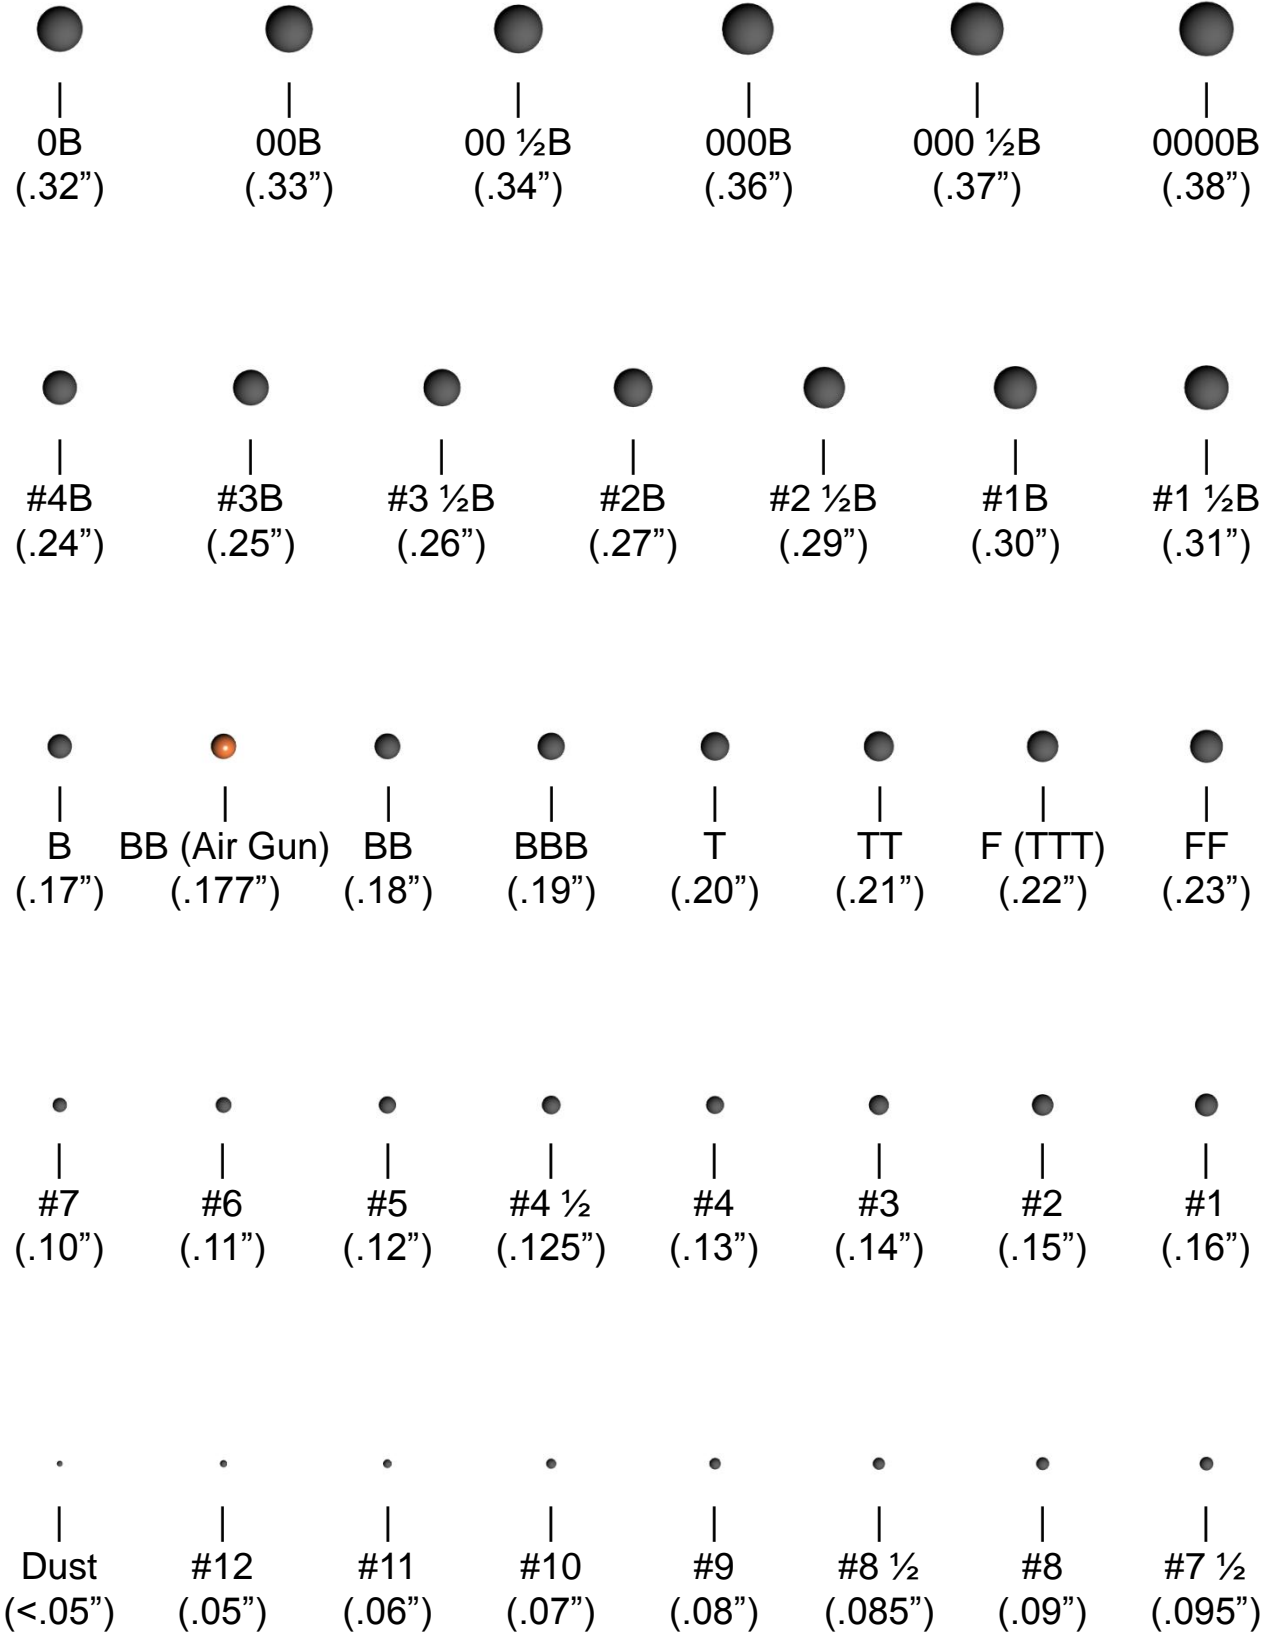 0B 00B 00 ½B 000B 000 ½B 0000B
(.32”) (.33”) (.34”) (.36”) (.37”) (.38”)
#4B #3B #3 ½B #2B #2 ½B #1B #1 ½B
(.24”) (.25”) (.26”) (.27”) (.29”) (.30”) (.31”)
B BB (Air Gun) BB BBB T TT F (TTT) FF
(.17”) (.177”) (.18”) (.19”) (.20”) (.21”) (.22”) (.23”)
#7 #6 #5 #4 ½ #4 #3 #2 #1
(.10”) (.11”) (.12”) (.125”) (.13”) (.14”) (.15”) (.16”)
Dust #12 #11 #10 #9 #8 ½ #8 #7 ½
(<.05”) (.05”) (.06”) (.07”) (.08”) (.085”) (.09”) (.095”)